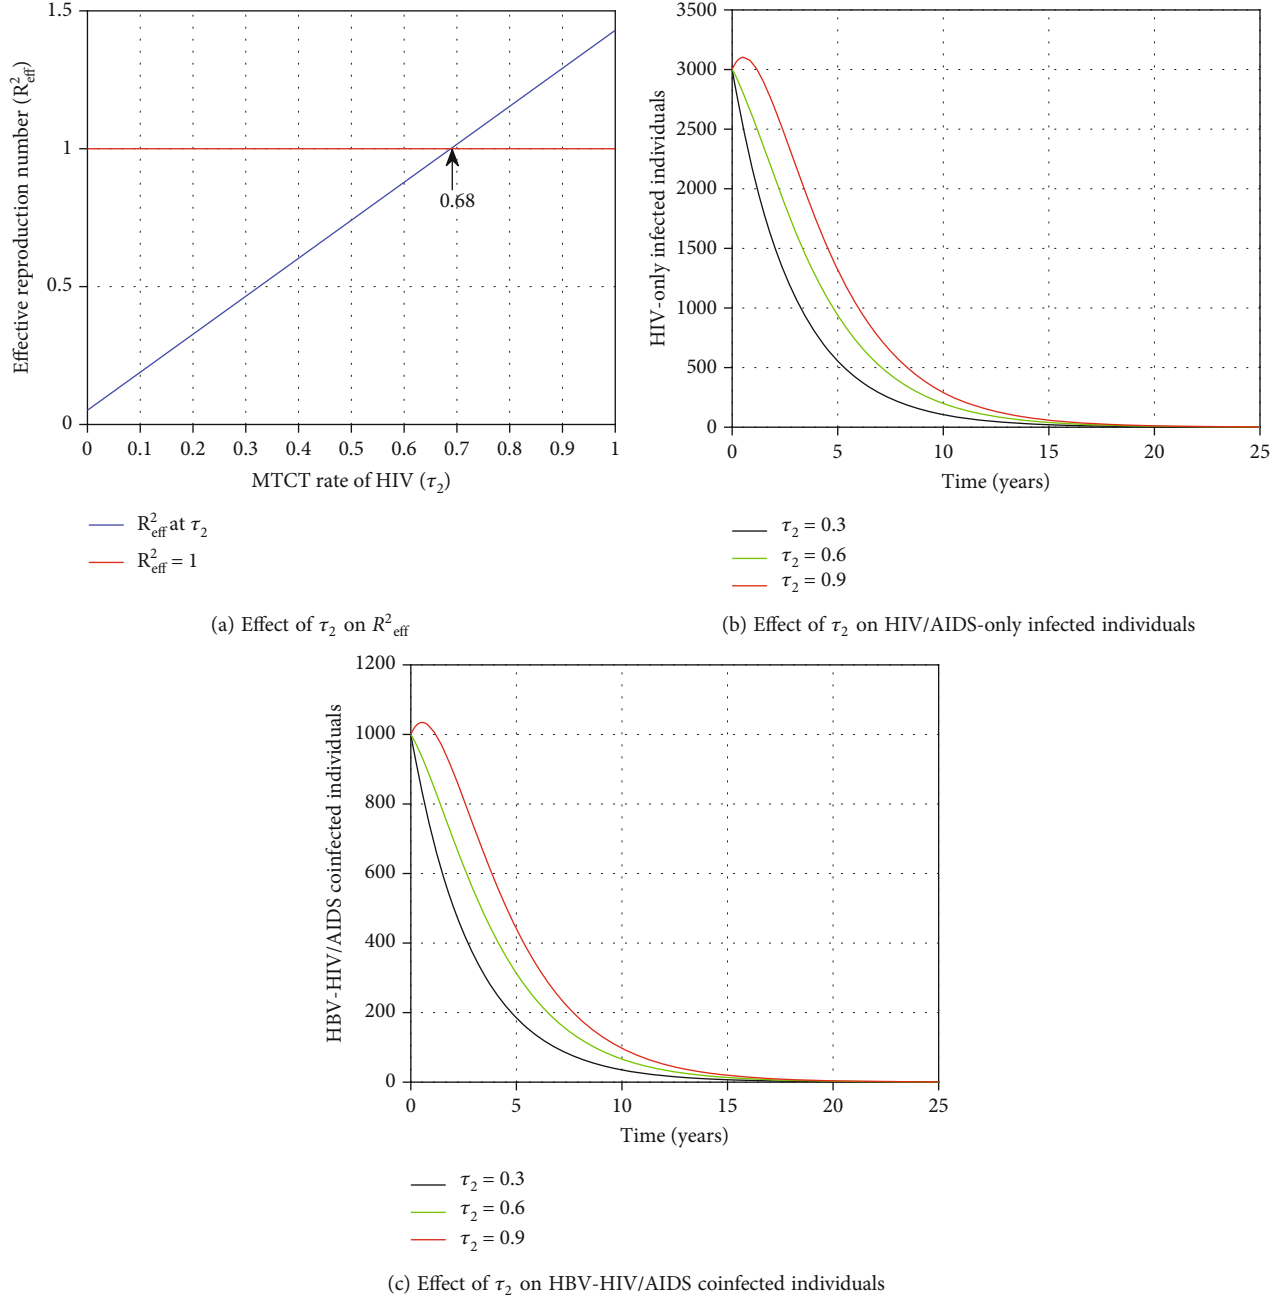 1.5
1
0.5
0
Effective reproduction number (R²eff)
0.68
0 0.1 0.2 0.3 0.4 0.5 0.6 0.7 0.8 0.9 1
MTCT rate of HIV (τ₂)
R²eff at τ₂
R²eff = 1
(a) Effect of τ₂ on R²eff
3500
3000
2500
2000
1500
1000
500
0
HIV-only infected individuals
0 5 10 15 20 25
Time (years)
τ₂ = 0.3
τ₂ = 0.6
τ₂ = 0.9
(b) Effect of τ₂ on HIV/AIDS-only infected individuals
1200
1000
800
600
400
200
0
HBV-HIV/AIDS coinfected individuals
0 5 10 15 20 25
Time (years)
τ₂ = 0.3
τ₂ = 0.6
τ₂ = 0.9
(c) Effect of τ₂ on HBV-HIV/AIDS coinfected individuals